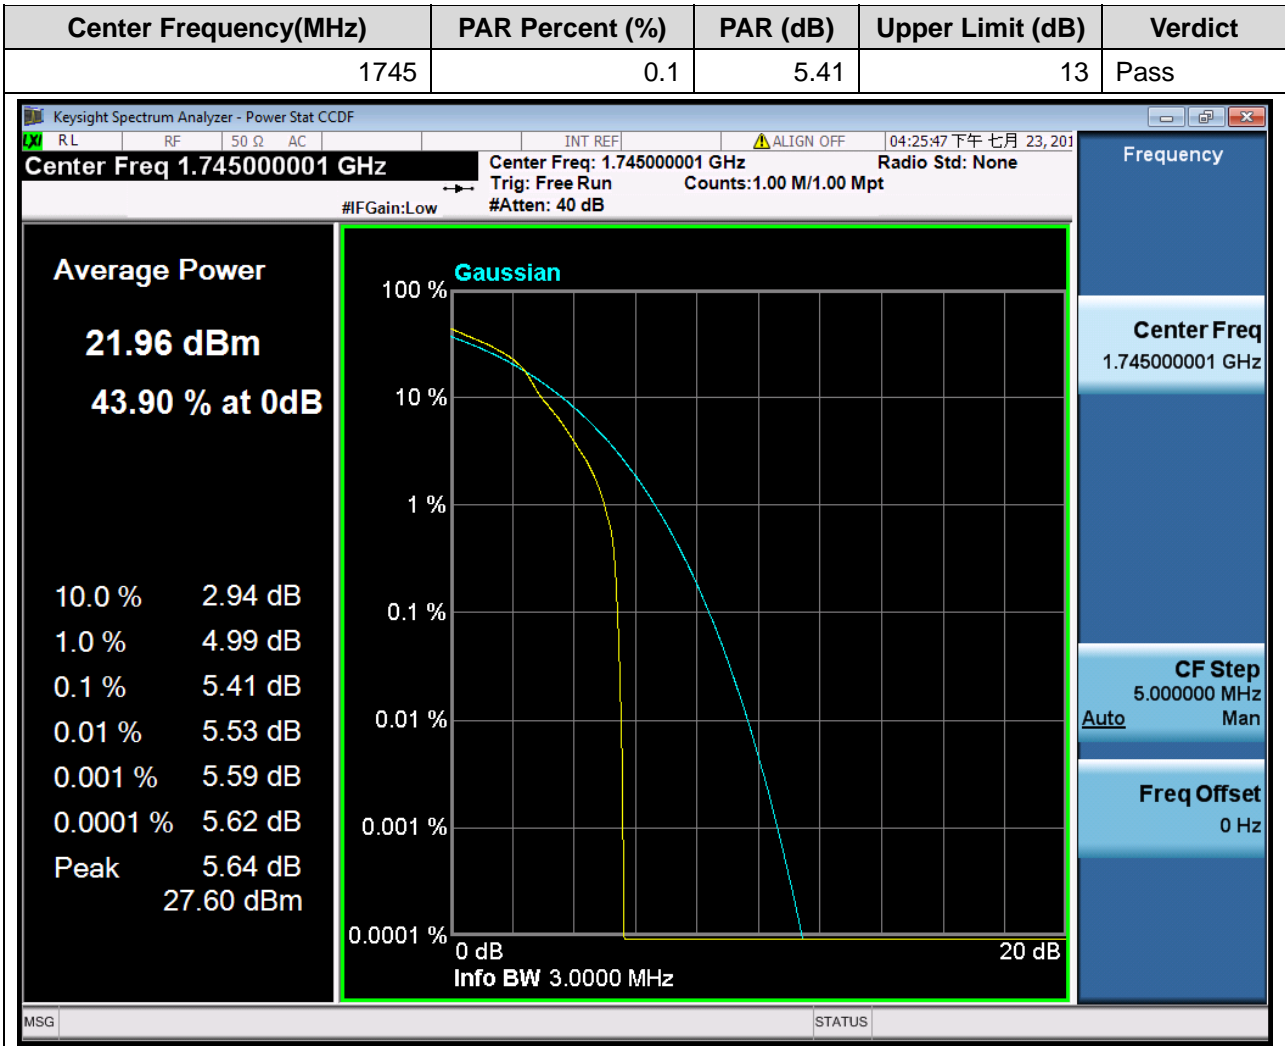 Center Frequency(MHz) PAR Percent (%) PAR (dB) Upper Limit (dB) Verdict
1745 0.1 5.41 13 Pass
Keysight Spectrum Analyzer - Power Stat CCDF
LXI RL RF 50 Ω AC INT REF ALIGN OFF 04:25:47 下午 七月 23, 201
Center Freq 1.745000001 GHz
Center Freq: 1.745000001 GHz Radio Std: None
Trig: Free Run Counts:1.00 M/1.00 Mpt
#IFGain:Low #Atten: 40 dB
Frequency
Average Power
21.96 dBm
43.90 % at 0dB
10.0 % 2.94 dB
1.0 % 4.99 dB
0.1 % 5.41 dB
0.01 % 5.53 dB
0.001 % 5.59 dB
0.0001 % 5.62 dB
Peak 5.64 dB
27.60 dBm
Gaussian
100 %
10 %
1 %
0.1 %
0.01 %
0.001 %
0.0001 %
0 dB 20 dB
Info BW 3.0000 MHz
Center Freq
1.745000001 GHz
CF Step
5.000000 MHz
Auto Man
Freq Offset
0 Hz
MSG STATUS